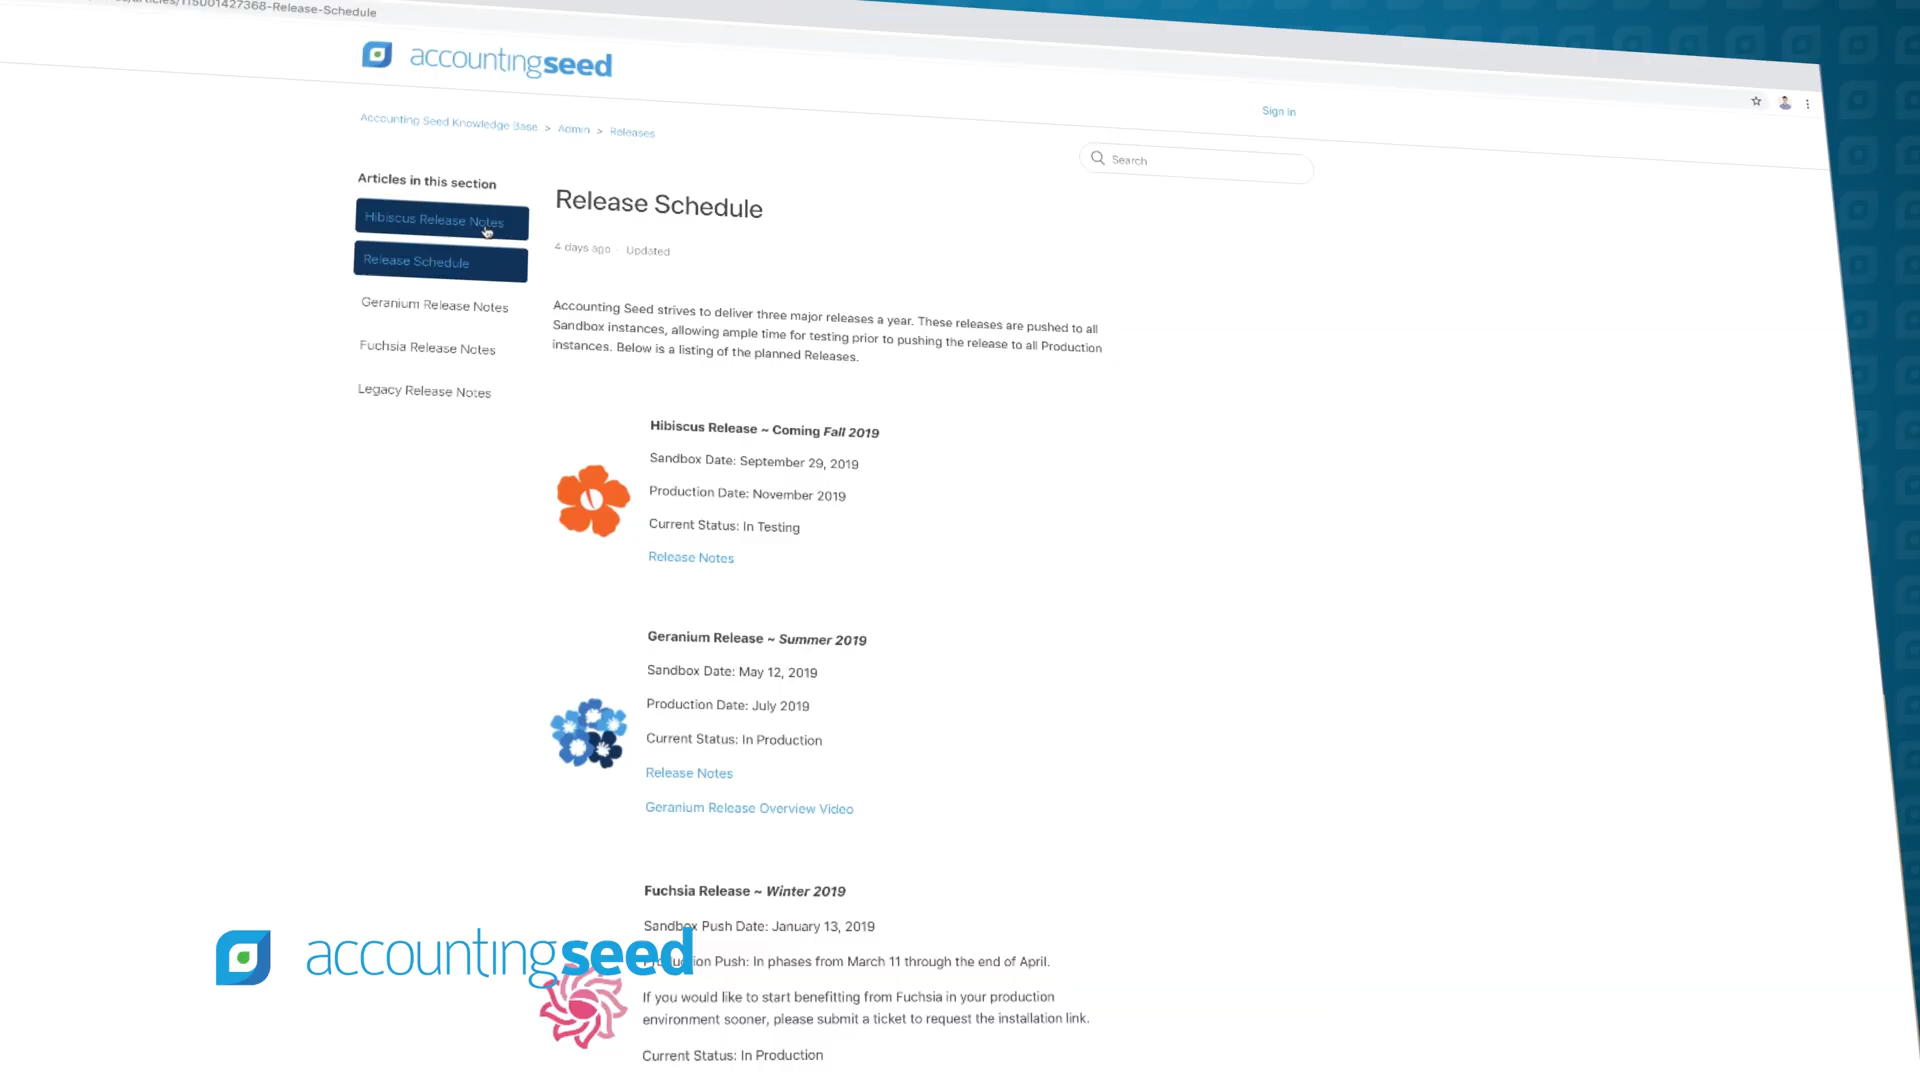 articles/115001427368-Release-Schedule
accountingseed
Sign in
Accounting Seed Knowledge Base > Admin > Releases
Search
Articles in this section
Hibiscus Release Notes
Release Schedule
Geranium Release Notes
Fuchsia Release Notes
Legacy Release Notes
Release Schedule
4 days ago · Updated
Accounting Seed strives to deliver three major releases a year. These releases are pushed to all
Sandbox instances, allowing ample time for testing prior to pushing the release to all Production
instances. Below is a listing of the planned Releases.
Hibiscus Release ~ Coming Fall 2019
Sandbox Date: September 29, 2019
Production Date: November 2019
Current Status: In Testing
Release Notes
Geranium Release ~ Summer 2019
Sandbox Date: May 12, 2019
Production Date: July 2019
Current Status: In Production
Release Notes
Geranium Release Overview Video
Fuchsia Release ~ Winter 2019
Sandbox Push Date: January 13, 2019
Production Push: In phases from March 11 through the end of April.
If you would like to start benefitting from Fuchsia in your production
environment sooner, please submit a ticket to request the installation link.
Current Status: In Production
accountingseed